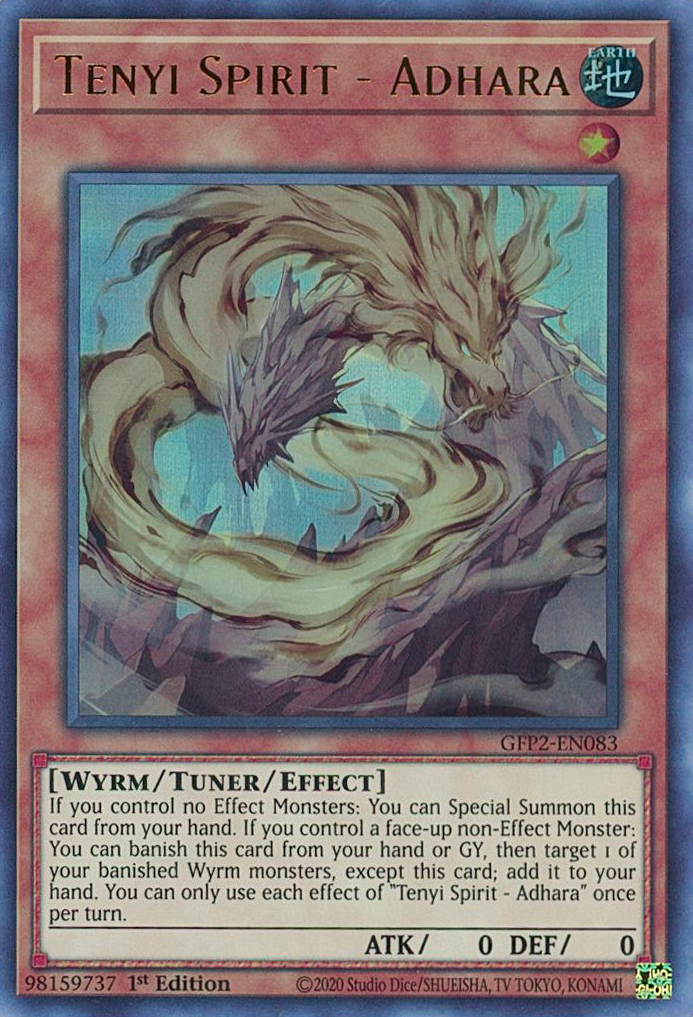 TENYI SPIRIT - ADHARA
EARTH
地
GFP2-EN083
[WYRM/TUNER/EFFECT]
If you control no Effect Monsters: You can Special Summon this
card from your hand. If you control a face-up non-Effect Monster:
You can banish this card from your hand or GY, then target 1 of
your banished Wyrm monsters, except this card; add it to your
hand. You can only use each effect of "Tenyi Spirit - Adhara" once
per turn.
ATK/ 0 DEF/ 0
98159737 1st Edition ©2020 Studio Dice/SHUEISHA, TV TOKYO, KONAMI